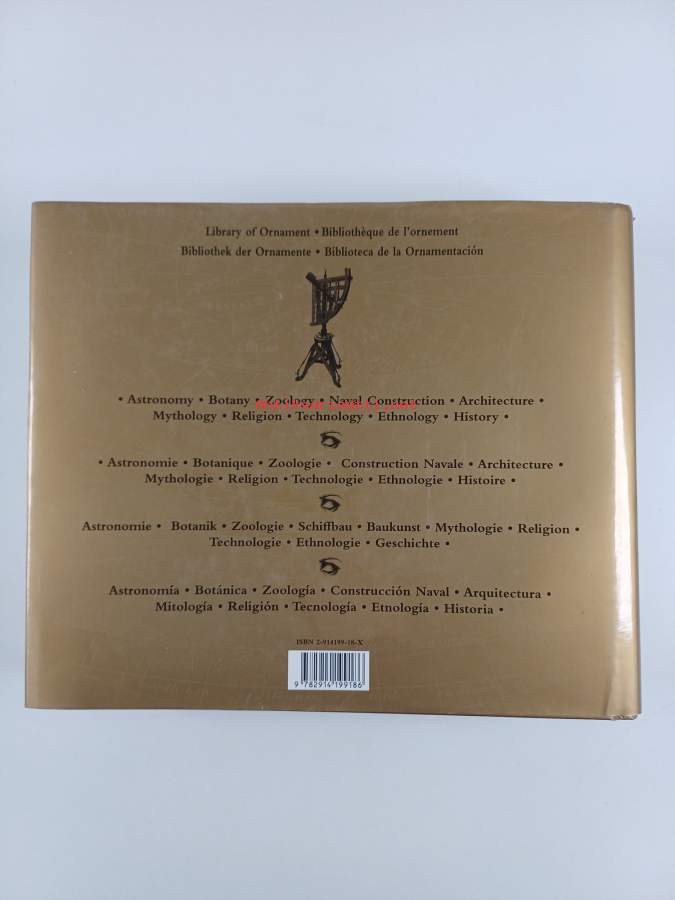 Library of Ornament • Bibliothèque de l'ornement
Bibliothek der Ornamente • Biblioteca de la Ornamentación
• Astronomy • Botany • Zoology • Naval Construction • Architecture •
Mythology • Religion • Technology • Ethnology • History •
• Astronomie • Botanique • Zoologie • Construction Navale • Architecture •
Mythologie • Religion • Technologie • Ethnologie • Histoire •
Astronomie • Botanik • Zoologie • Schiffbau • Baukunst • Mythologie • Religion •
Technologie • Ethnologie • Geschichte •
Astronomía • Botánica • Zoología • Construcción Naval • Arquitectura •
Mitología • Religión • Tecnología • Etnología • Historia •
ISBN 2-914199-18-X
9 782914 199186